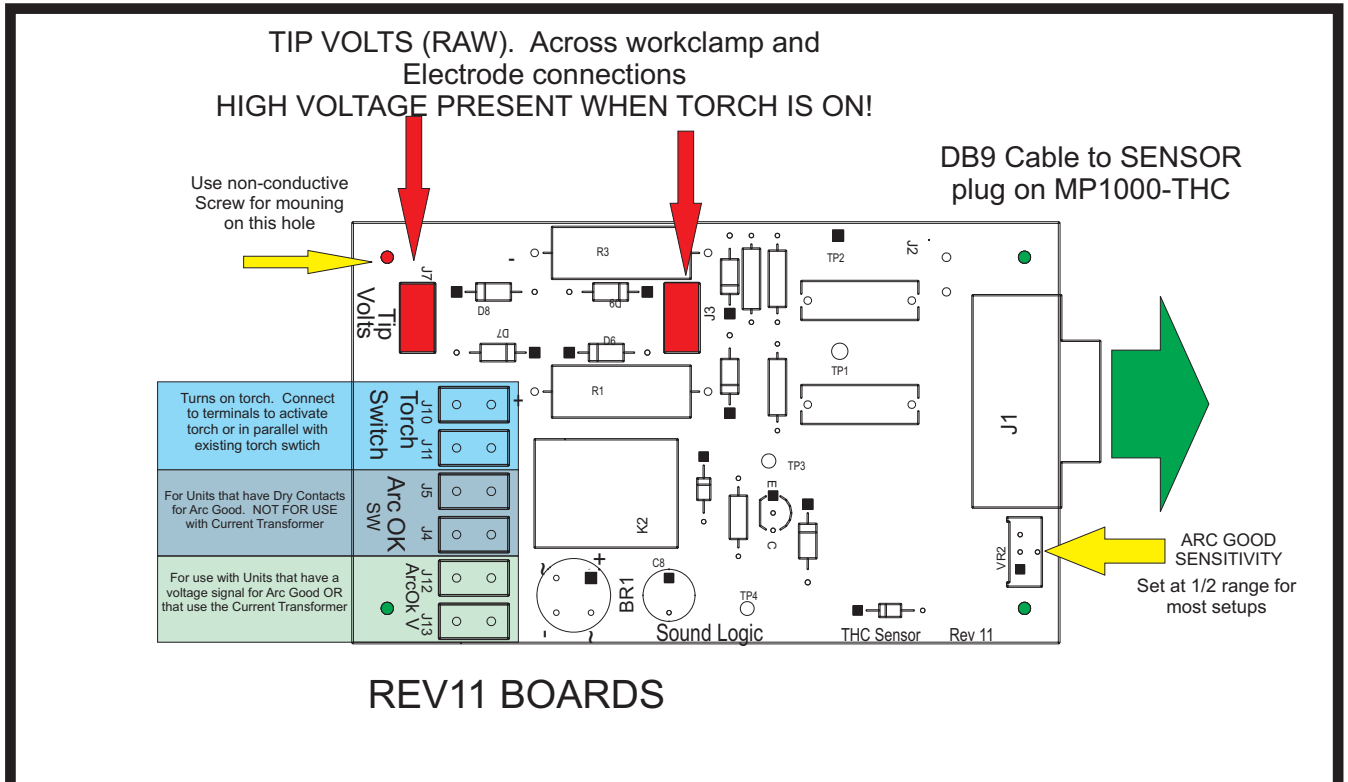 TIP VOLTS (RAW). Across workclamp and
Electrode connections
HIGH VOLTAGE PRESENT WHEN TORCH IS ON!
DB9 Cable to SENSOR
plug on MP1000-THC
Use non-conductive
Screw for mouning
on this hole
J7
Tip
Volts
-
R3
D8
D9
D7
D6
J3
R1
TP2
TP1
J2
J1
Turns on torch. Connect
to terminals to activate
torch or in parallel with
existing torch swtich
Torch
Switch
J10
J11
+
For Units that have Dry Contacts
for Arc Good. NOT FOR USE
with Current Transformer
Arc OK
SW
J5
J4
For use with Units that have a
voltage signal for Arc Good OR
that use the Current Transformer
ArcOk V
J12
J13
K2
TP3
E
C
~
+
-
~
BR1
C8
TP4
VR2
ARC GOOD
SENSITIVITY
Set at 1/2 range for
most setups
Sound Logic
THC Sensor
Rev 11
REV11 BOARDS